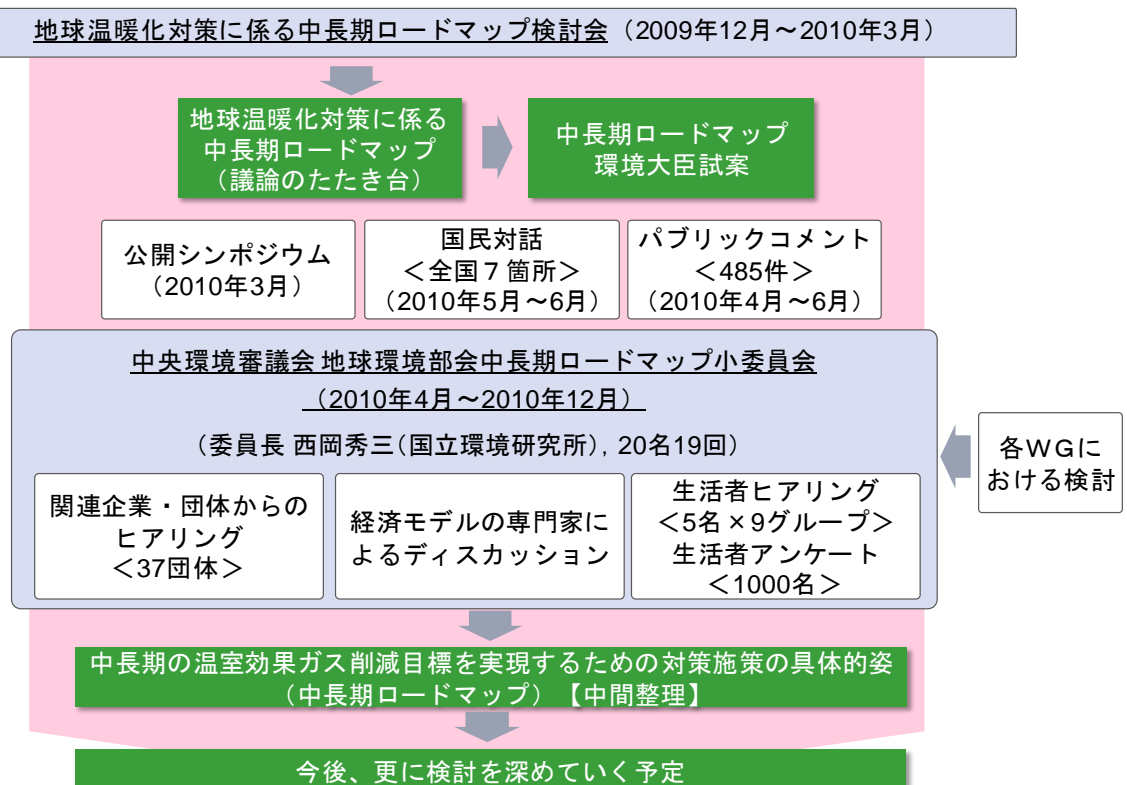 地球温暖化対策に係る中長期ロードマップ検討会（2009年12月～2010年3月）
地球温暖化対策に係る
中長期ロードマップ
（議論のたたき台）
中長期ロードマップ
環境大臣試案
公開シンポジウム
（2010年3月）
国民対話
＜全国７箇所＞
（2010年5月～6月）
パブリックコメント
＜485件＞
（2010年4月～6月）
中央環境審議会 地球環境部会中長期ロードマップ小委員会
（2010年4月～2010年12月）
（委員長 西岡秀三（国立環境研究所）, 20名19回）
各ＷＧに
おける検討
関連企業・団体からの
ヒアリング
＜37団体＞
経済モデルの専門家に
よるディスカッション
生活者ヒアリング
＜5名×9グループ＞
生活者アンケート
＜1000名＞
中長期の温室効果ガス削減目標を実現するための対策施策の具体的姿
（中長期ロードマップ）【中間整理】
今後、更に検討を深めていく予定